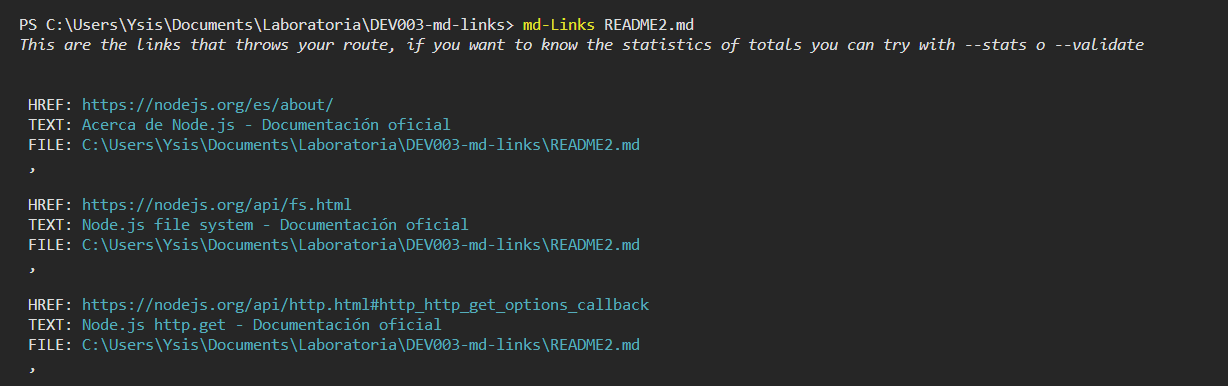 PS C:\Users\Ysis\Documents\Laboratoria\DEV003-md-links> md-Links README2.md
This are the links that throws your route, if you want to know the statistics of totals you can try with --stats o --validate
HREF: https://nodejs.org/es/about/
TEXT: Acerca de Node.js - Documentación oficial
FILE: C:\Users\Ysis\Documents\Laboratoria\DEV003-md-links\README2.md
,
HREF: https://nodejs.org/api/fs.html
TEXT: Node.js file system - Documentación oficial
FILE: C:\Users\Ysis\Documents\Laboratoria\DEV003-md-links\README2.md
,
HREF: https://nodejs.org/api/http.html#http_http_get_options_callback
TEXT: Node.js http.get - Documentación oficial
FILE: C:\Users\Ysis\Documents\Laboratoria\DEV003-md-links\README2.md
,